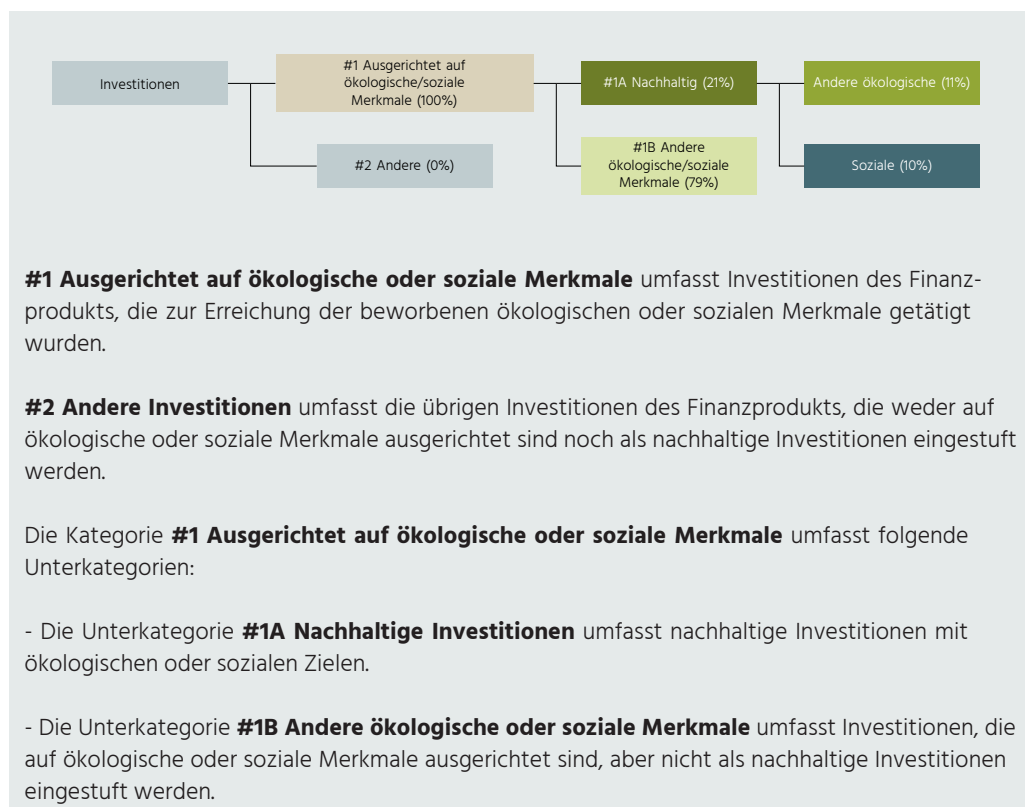 Investitionen
#1 Ausgerichtet auf
ökologische/soziale
Merkmale (100%)
#1A Nachhaltig (21%)
Andere ökologische (11%)
#2 Andere (0%)
#1B Andere
ökologische/soziale
Merkmale (79%)
Soziale (10%)
#1 Ausgerichtet auf ökologische oder soziale Merkmale umfasst Investitionen des Finanz-
produkts, die zur Erreichung der beworbenen ökologischen oder sozialen Merkmale getätigt
wurden.
#2 Andere Investitionen umfasst die übrigen Investitionen des Finanzprodukts, die weder auf
ökologische oder soziale Merkmale ausgerichtet sind noch als nachhaltige Investitionen eingestuft
werden.
Die Kategorie #1 Ausgerichtet auf ökologische oder soziale Merkmale umfasst folgende
Unterkategorien:
- Die Unterkategorie #1A Nachhaltige Investitionen umfasst nachhaltige Investitionen mit
ökologischen oder sozialen Zielen.
- Die Unterkategorie #1B Andere ökologische oder soziale Merkmale umfasst Investitionen, die
auf ökologische oder soziale Merkmale ausgerichtet sind, aber nicht als nachhaltige Investitionen
eingestuft werden.